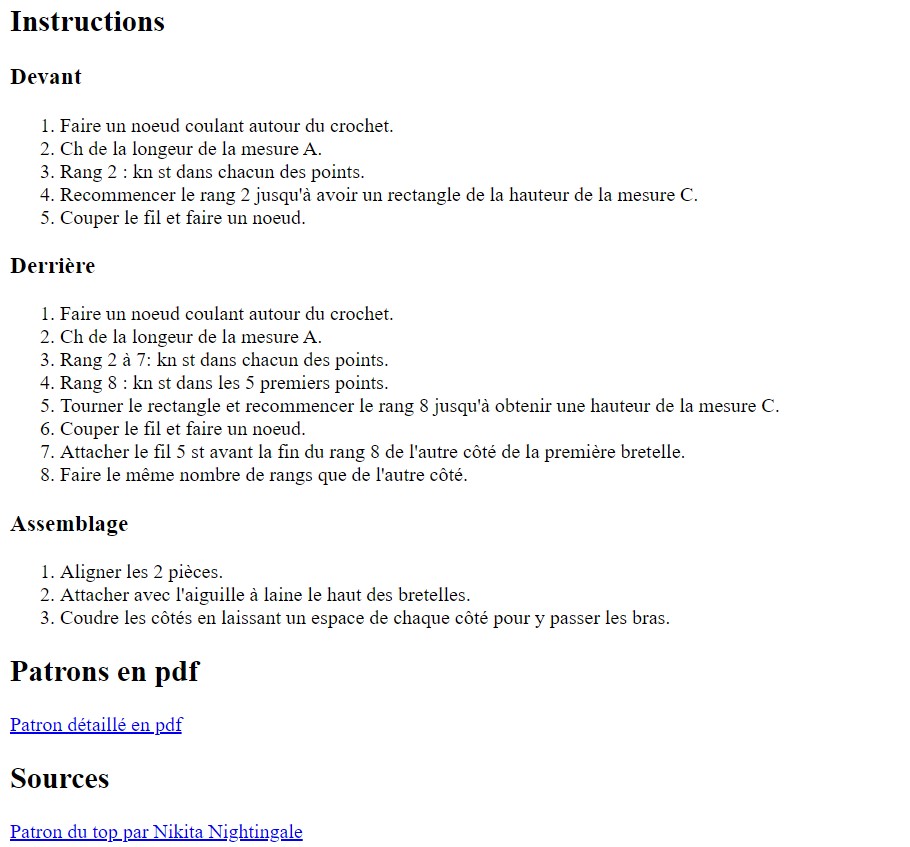 Instructions
Devant
1. Faire un noeud coulant autour du crochet.
2. Ch de la longeur de la mesure A.
3. Rang 2 : kn st dans chacun des points.
4. Recommencer le rang 2 jusqu'à avoir un rectangle de la hauteur de la mesure C.
5. Couper le fil et faire un noeud.
Derrière
1. Faire un noeud coulant autour du crochet.
2. Ch de la longeur de la mesure A.
3. Rang 2 à 7: kn st dans chacun des points.
4. Rang 8 : kn st dans les 5 premiers points.
5. Tourner le rectangle et recommencer le rang 8 jusqu'à obtenir une hauteur de la mesure C.
6. Couper le fil et faire un noeud.
7. Attacher le fil 5 st avant la fin du rang 8 de l'autre côté de la première bretelle.
8. Faire le même nombre de rangs que de l'autre côté.
Assemblage
1. Aligner les 2 pièces.
2. Attacher avec l'aiguille à laine le haut des bretelles.
3. Coudre les côtés en laissant un espace de chaque côté pour y passer les bras.
Patrons en pdf
Patron détaillé en pdf
Sources
Patron du top par Nikita Nightingale